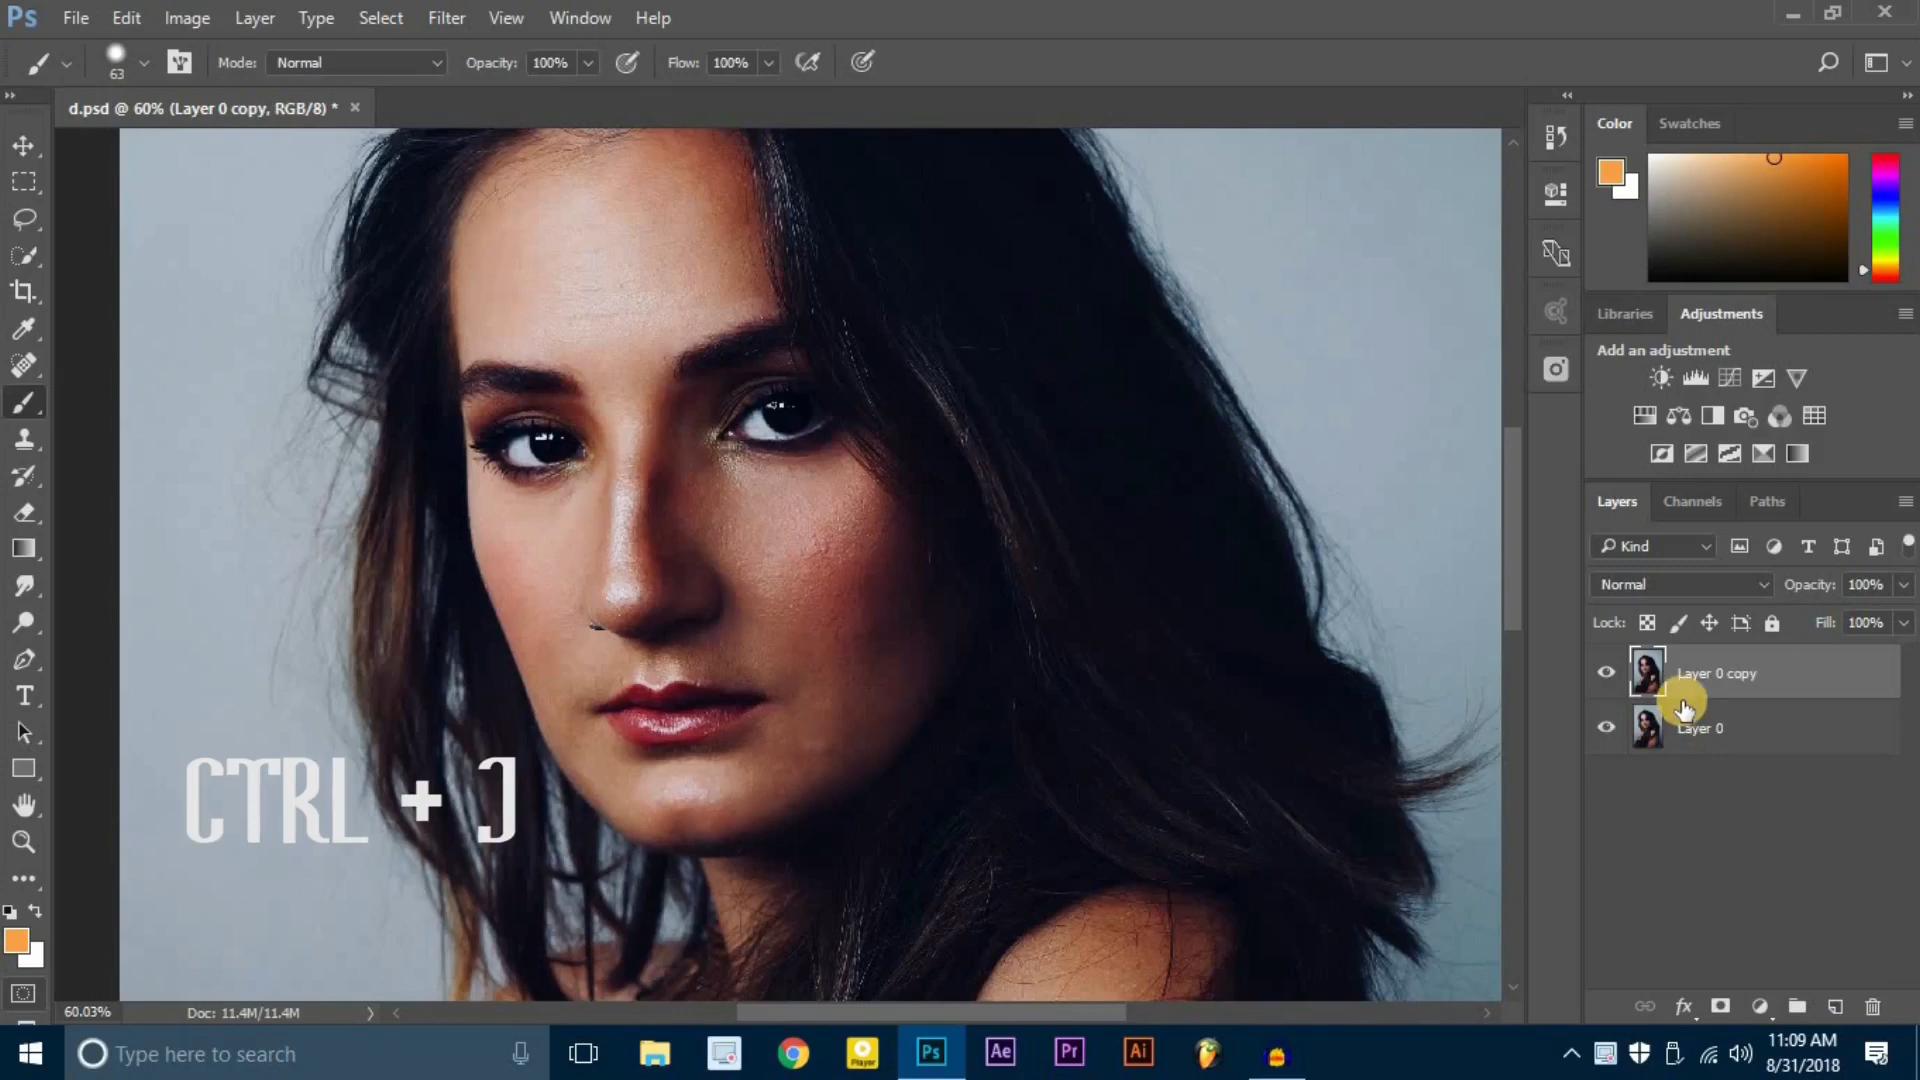 Ps File Edit Image Layer Type Select Filter View Window Help
63 Mode: Normal Opacity: 100% Flow: 100%
d.psd @ 60% (Layer 0 copy, RGB/8) *
Color Swatches
Libraries Adjustments
Add an adjustment
Layers Channels Paths
Kind
Normal Opacity: 100%
Lock: Fill: 100%
Layer 0 copy
Layer 0
CTRL + J
fx
60.03% Doc: 11.4M/11.4M
Type here to search
Player
Ps Ae Pr Ai
11:09 AM
8/31/2018